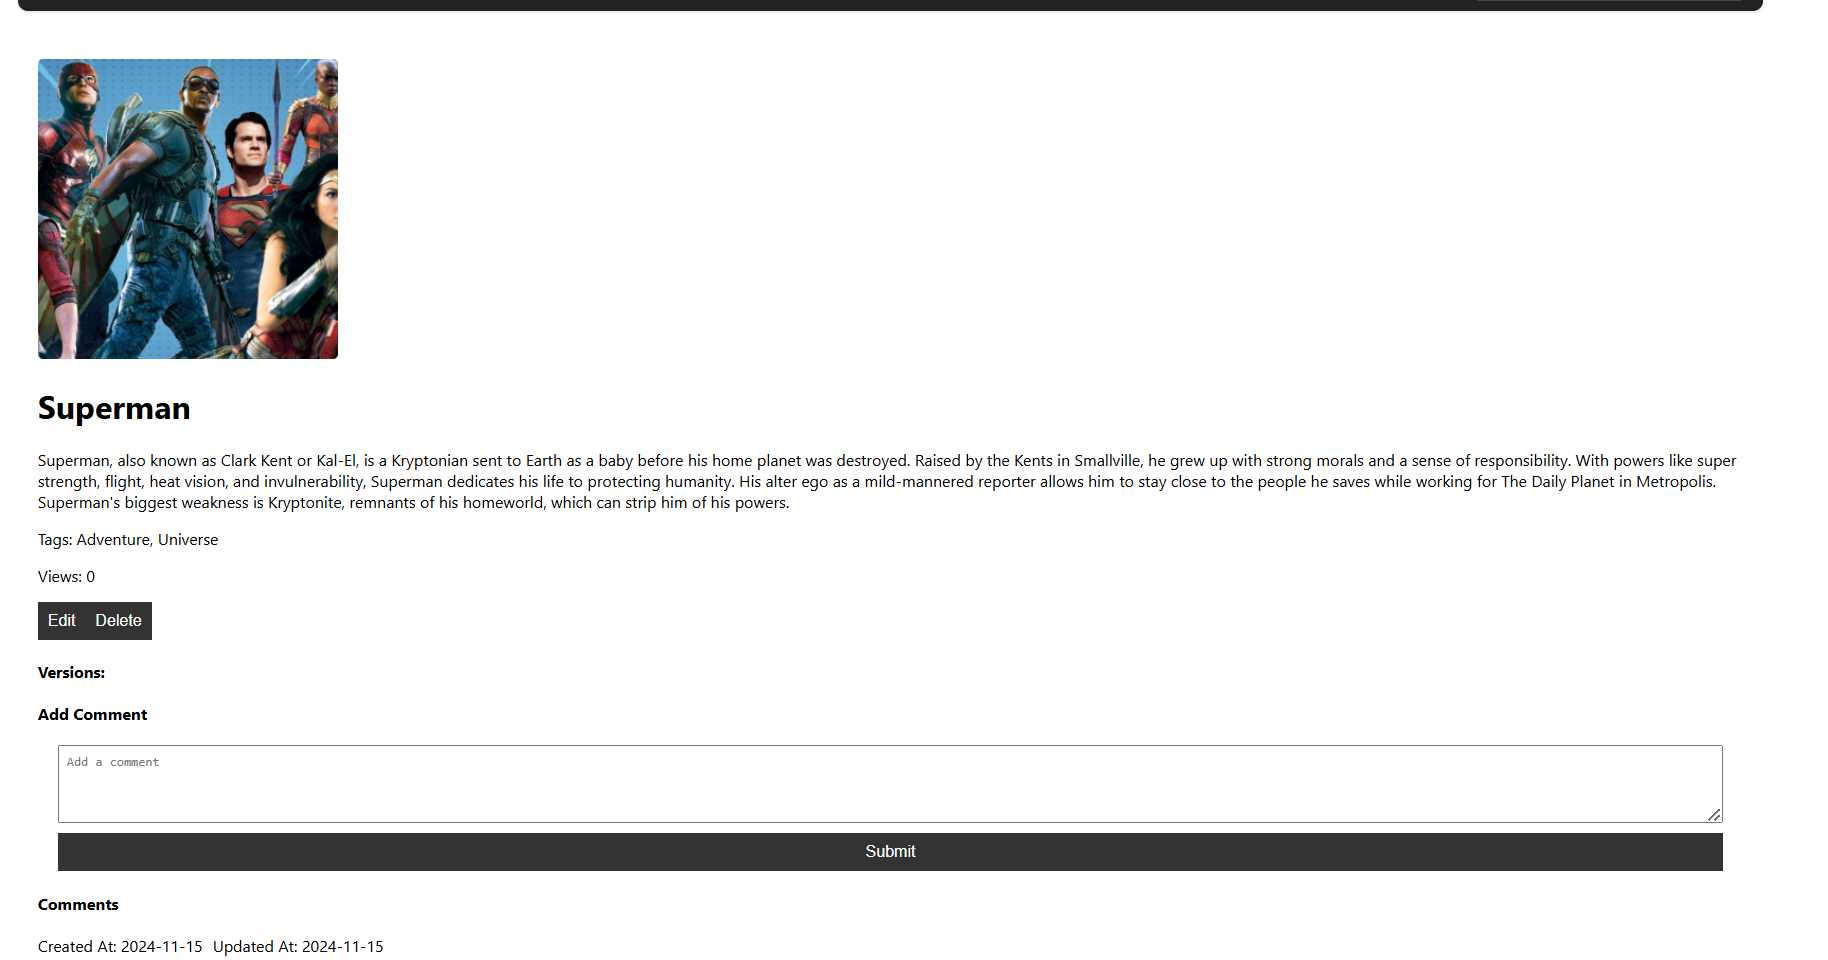 Superman
Superman, also known as Clark Kent or Kal-El, is a Kryptonian sent to Earth as a baby before his home planet was destroyed. Raised by the Kents in Smallville, he grew up with strong morals and a sense of responsibility. With powers like super
strength, flight, heat vision, and invulnerability, Superman dedicates his life to protecting humanity. His alter ego as a mild-mannered reporter allows him to stay close to the people he saves while working for The Daily Planet in Metropolis.
Superman's biggest weakness is Kryptonite, remnants of his homeworld, which can strip him of his powers.
Tags: Adventure, Universe
Views: 0
Edit Delete
Versions:
Add Comment
Add a comment
Submit
Comments
Created At: 2024-11-15 Updated At: 2024-11-15